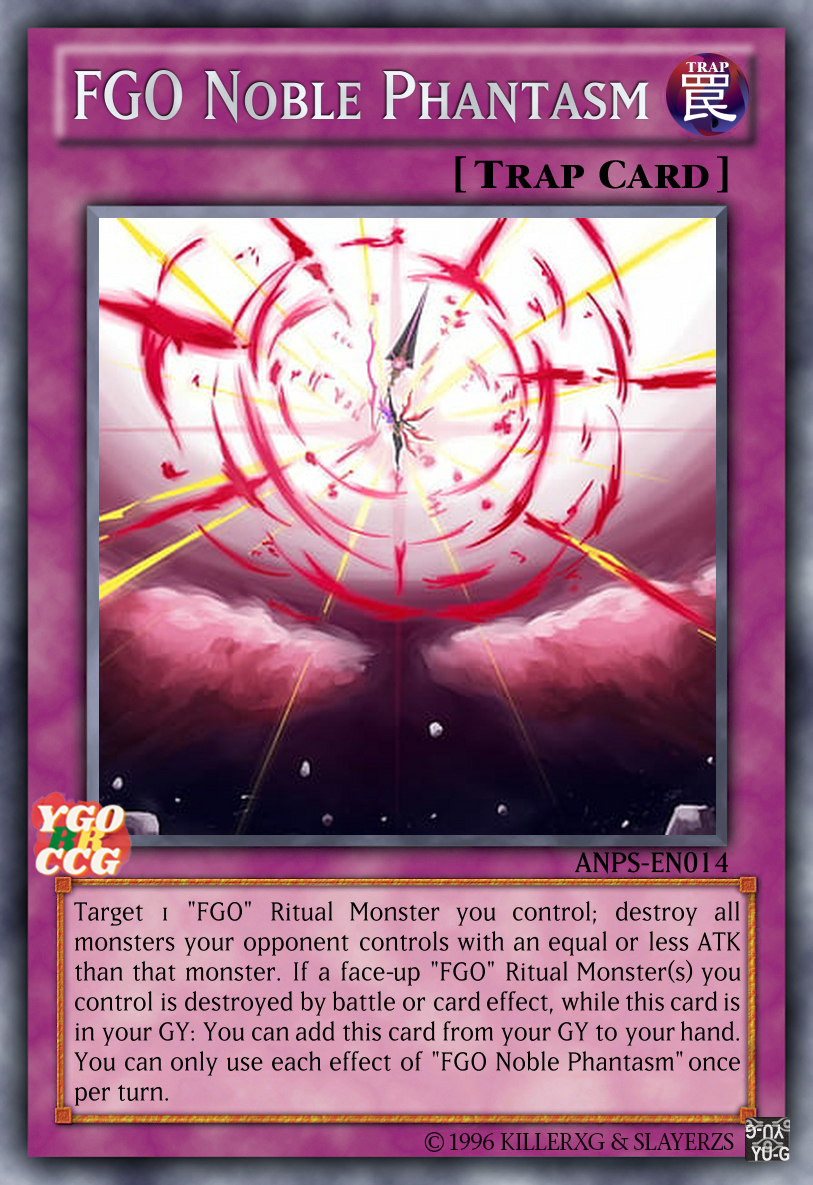 FGO Noble Phantasm
TRAP
罠
[Trap Card]
YGO
RR
CCG
ANPS-EN014
Target 1 "FGO" Ritual Monster you control; destroy all
monsters your opponent controls with an equal or less ATK
than that monster. If a face-up "FGO" Ritual Monster(s) you
control is destroyed by battle or card effect, while this card is
in your GY: You can add this card from your GY to your hand.
You can only use each effect of "FGO Noble Phantasm" once
per turn.
© 1996 KILLERXG & SLAYERZS
YU-G